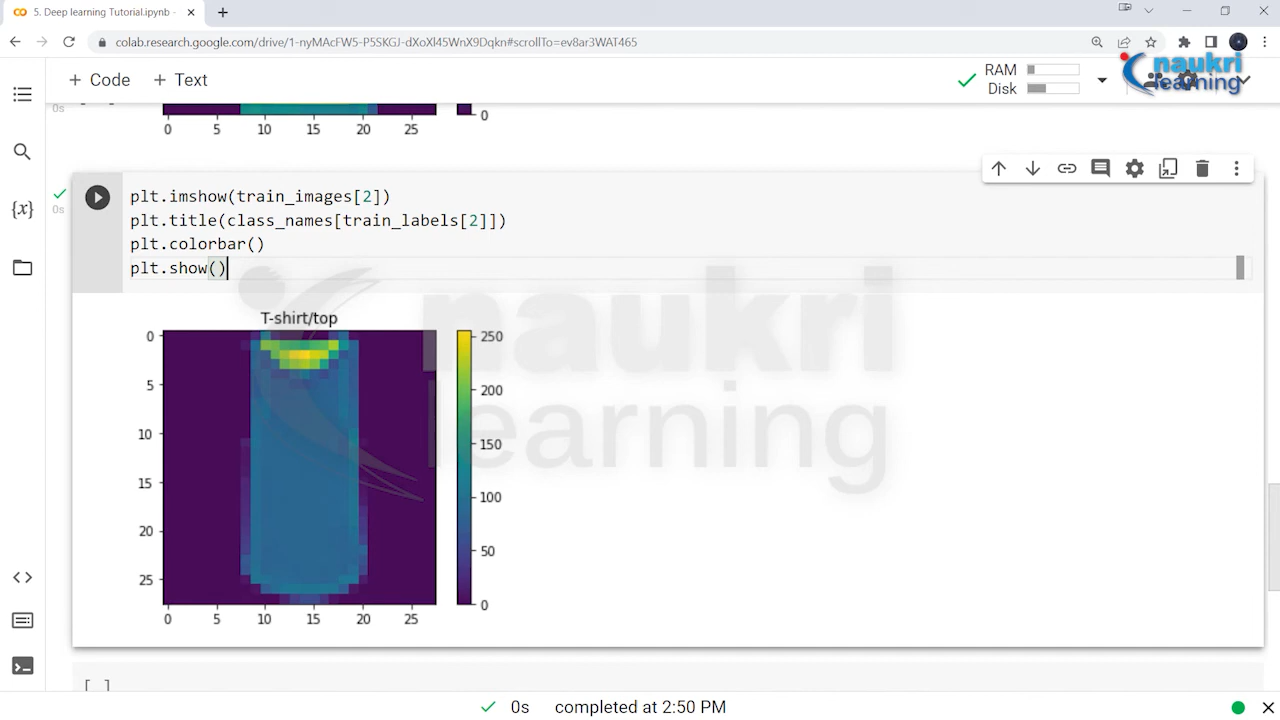 5. Deep learning Tutorial.ipynb -
colab.research.google.com/drive/1-nyMAcFW5-P5SKGJ-dXoXl45WnX9Dqkn#scrollTo=ev8ar3WAT465
+ Code + Text
RAM
Disk
naukri
learning
0s
0
0 5 10 15 20 25
0s
plt.imshow(train_images[2])
plt.title(class_names[train_labels[2]])
plt.colorbar()
plt.show()
{x}
naukri
learning
T-shirt/top
0
5
10
15
20
25
0 5 10 15 20 25
250
200
150
100
50
0
[ ]
0s completed at 2:50 PM